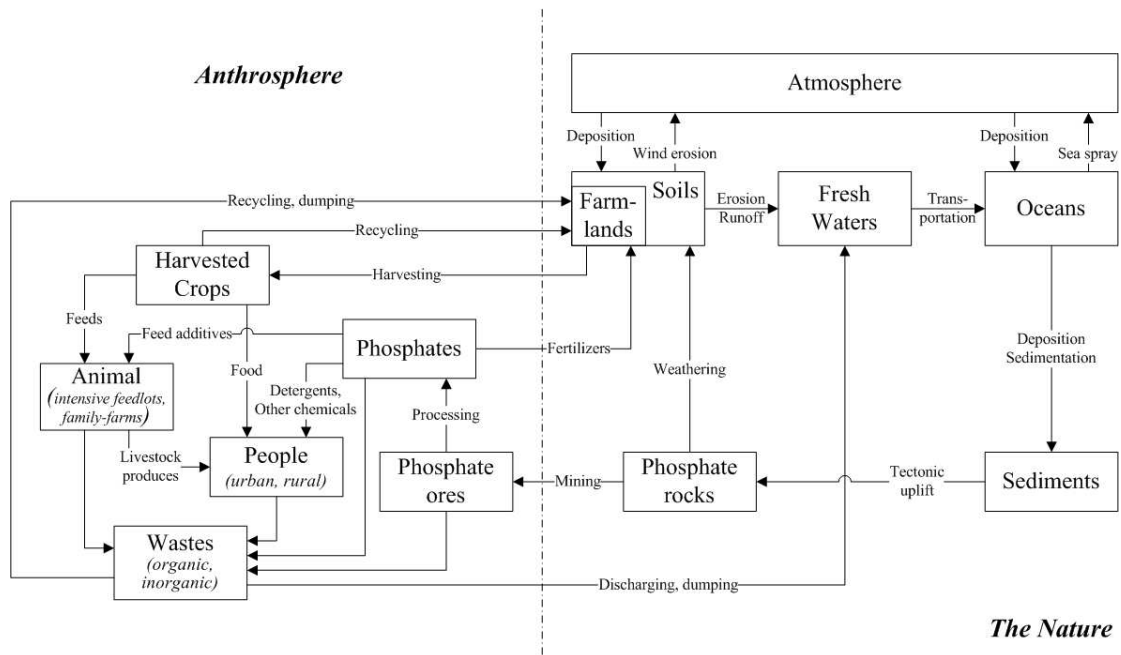 Anthrosphere
Atmosphere
Deposition
Wind erosion
Deposition
Sea spray
Recycling, dumping
Soils
Farm-
lands
Erosion
Runoff
Fresh
Waters
Trans-
portation
Oceans
Recycling
Harvested
Crops
Harvesting
Feeds
Feed additives
Phosphates
Fertilizers
Weathering
Deposition
Sedimentation
Animal
(intensive feedlots,
family-farms)
Food
Detergents,
Other chemicals
Processing
Livestock
produces
People
(urban, rural)
Phosphate
ores
Mining
Phosphate
rocks
Tectonic
uplift
Sediments
Wastes
(organic,
inorganic)
Discharging, dumping
The Nature